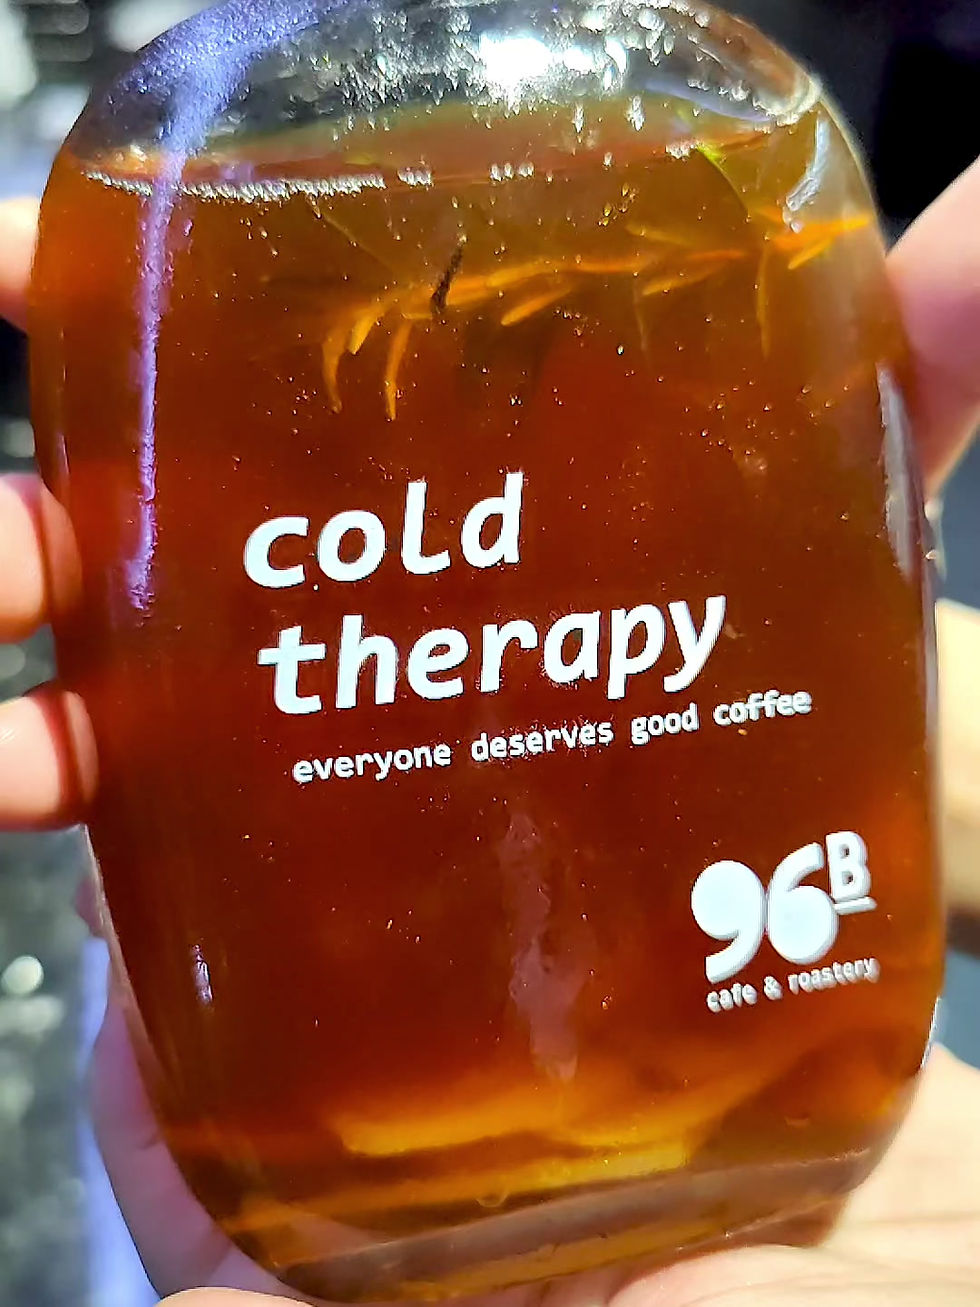 cold
therapy
everyone deserves good coffee
96B
cafe & roastery